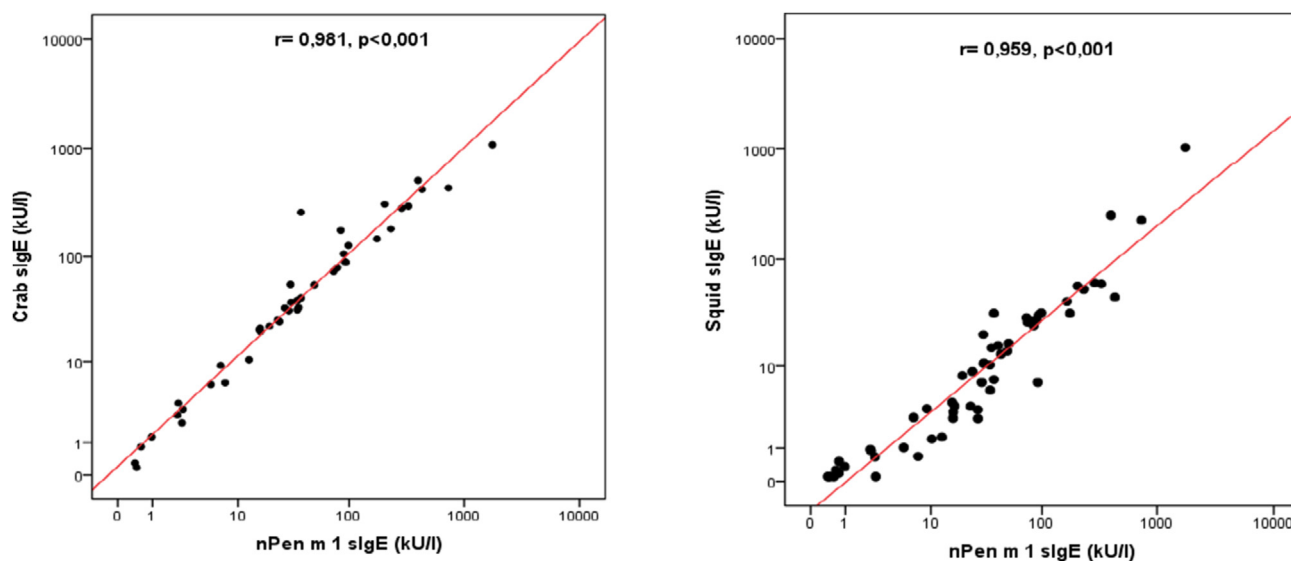 r= 0,981, p<0,001
10000
1000
100
10
1
0
Crab sIgE (kU/l)
0 1 10 100 1000 10000
nPen m 1 sIgE (kU/l)
r= 0,959, p<0,001
10000
1000
100
10
1
0
Squid sIgE (kU/l)
0 1 10 100 1000 10000
nPen m 1 sIgE (kU/l)